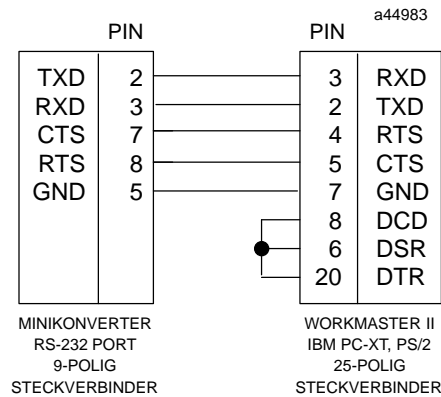 a44983
PIN PIN
TXD 2 3 RXD
RXD 3 2 TXD
CTS 7 4 RTS
RTS 8 5 CTS
GND 5 7 GND
8 DCD
6 DSR
20 DTR
MINIKONVERTER
RS-232 PORT
9-POLIG
STECKVERBINDER
WORKMASTER II
IBM PC-XT, PS/2
25-POLIG
STECKVERBINDER